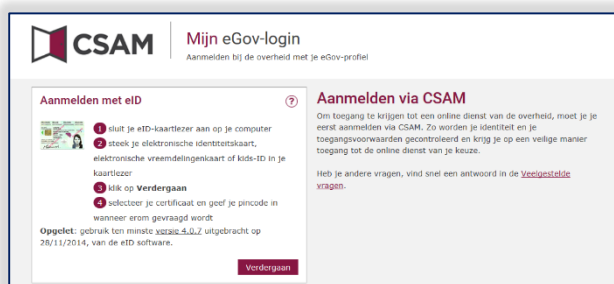 CSAM
Mijn eGov-login
Aanmelden bij de overheid met je eGov-profiel
Aanmelden met eID
?
1 sluit je eID-kaartlezer aan op je computer
2 steek je elektronische identiteitskaart,
elektronische vreemdelingenkaart of kids-ID in je
kaartlezer
3 klik op Verdergaan
4 selecteer je certificaat en geef je pincode in
wanneer erom gevraagd wordt
Opgelet: gebruik ten minste versie 4.0.7 uitgebracht op
28/11/2014, van de eID software.
Verdergaan
Aanmelden via CSAM
Om toegang te krijgen tot een online dienst van de overheid, moet je je
eerst aanmelden via CSAM. Zo worden je identiteit en je
toegangsvoorwaarden gecontroleerd en krijg je op een veilige manier
toegang tot de online dienst van je keuze.
Heb je andere vragen, vind snel een antwoord in de Veelgestelde
vragen.